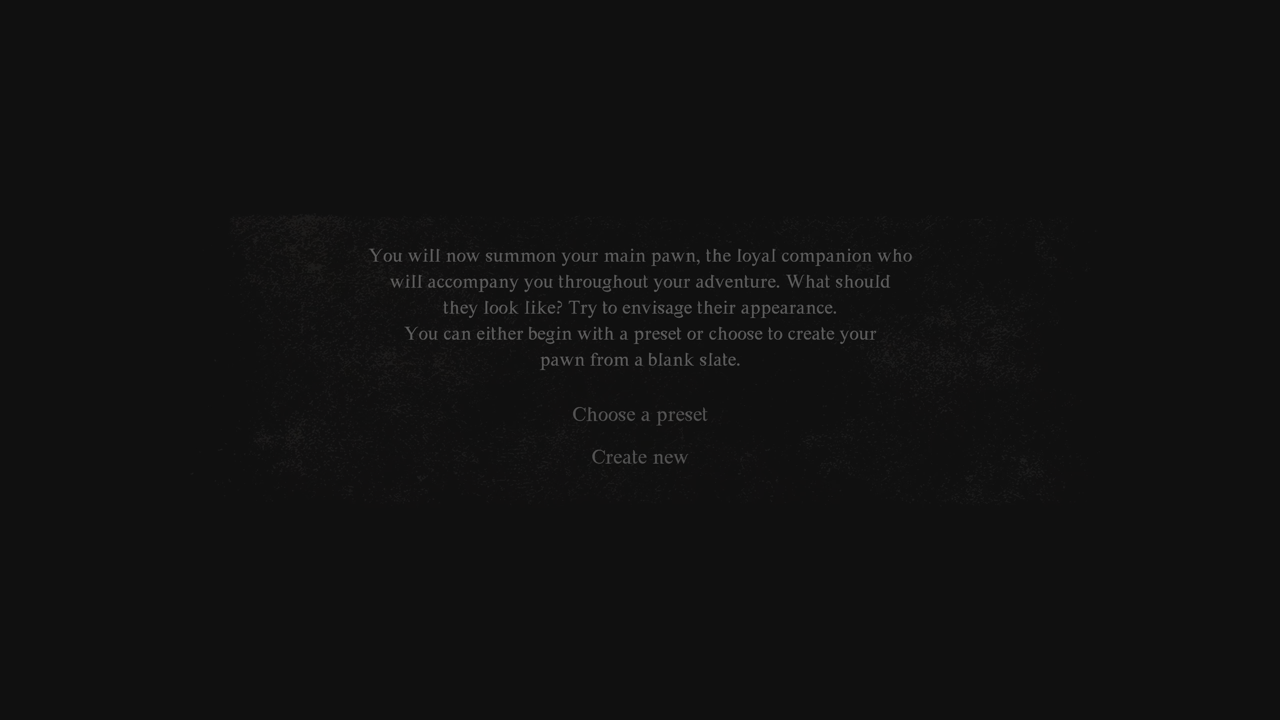 You will now summon your main pawn, the loyal companion who
will accompany you throughout your adventure. What should
they look like? Try to envisage their appearance.
You can either begin with a preset or choose to create your
pawn from a blank slate.
Choose a preset
Create new